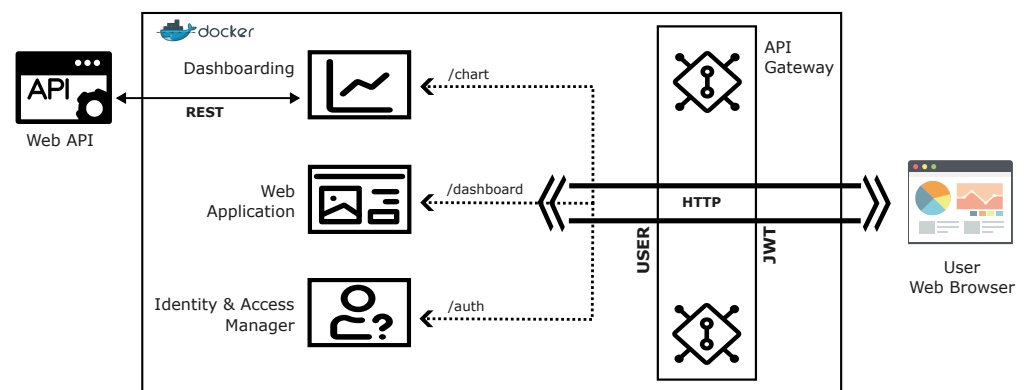 docker
API
Gateway
Dashboarding
/chart
API
REST
Web API
Web
Application
/dashboard
HTTP
USER
JWT
User
Web Browser
Identity & Access
Manager
/auth